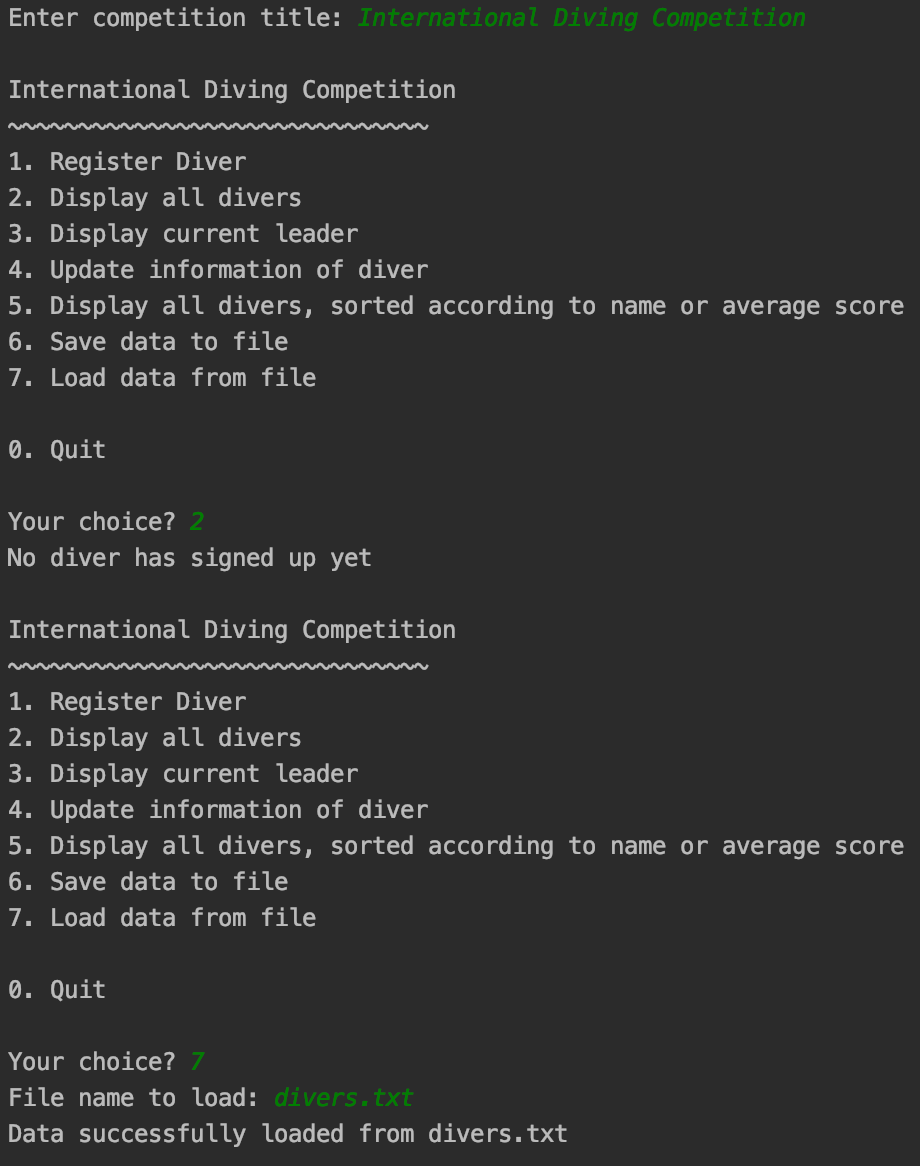 Enter competition title: International Diving Competition
International Diving Competition
~~~~~~~~~~~~~~~~~~~~~~~~~~~~~~
1. Register Diver
2. Display all divers
3. Display current leader
4. Update information of diver
5. Display all divers, sorted according to name or average score
6. Save data to file
7. Load data from file
0. Quit
Your choice? 2
No diver has signed up yet
International Diving Competition
~~~~~~~~~~~~~~~~~~~~~~~~~~~~~~
1. Register Diver
2. Display all divers
3. Display current leader
4. Update information of diver
5. Display all divers, sorted according to name or average score
6. Save data to file
7. Load data from file
0. Quit
Your choice? 7
File name to load: divers.txt
Data successfully loaded from divers.txt